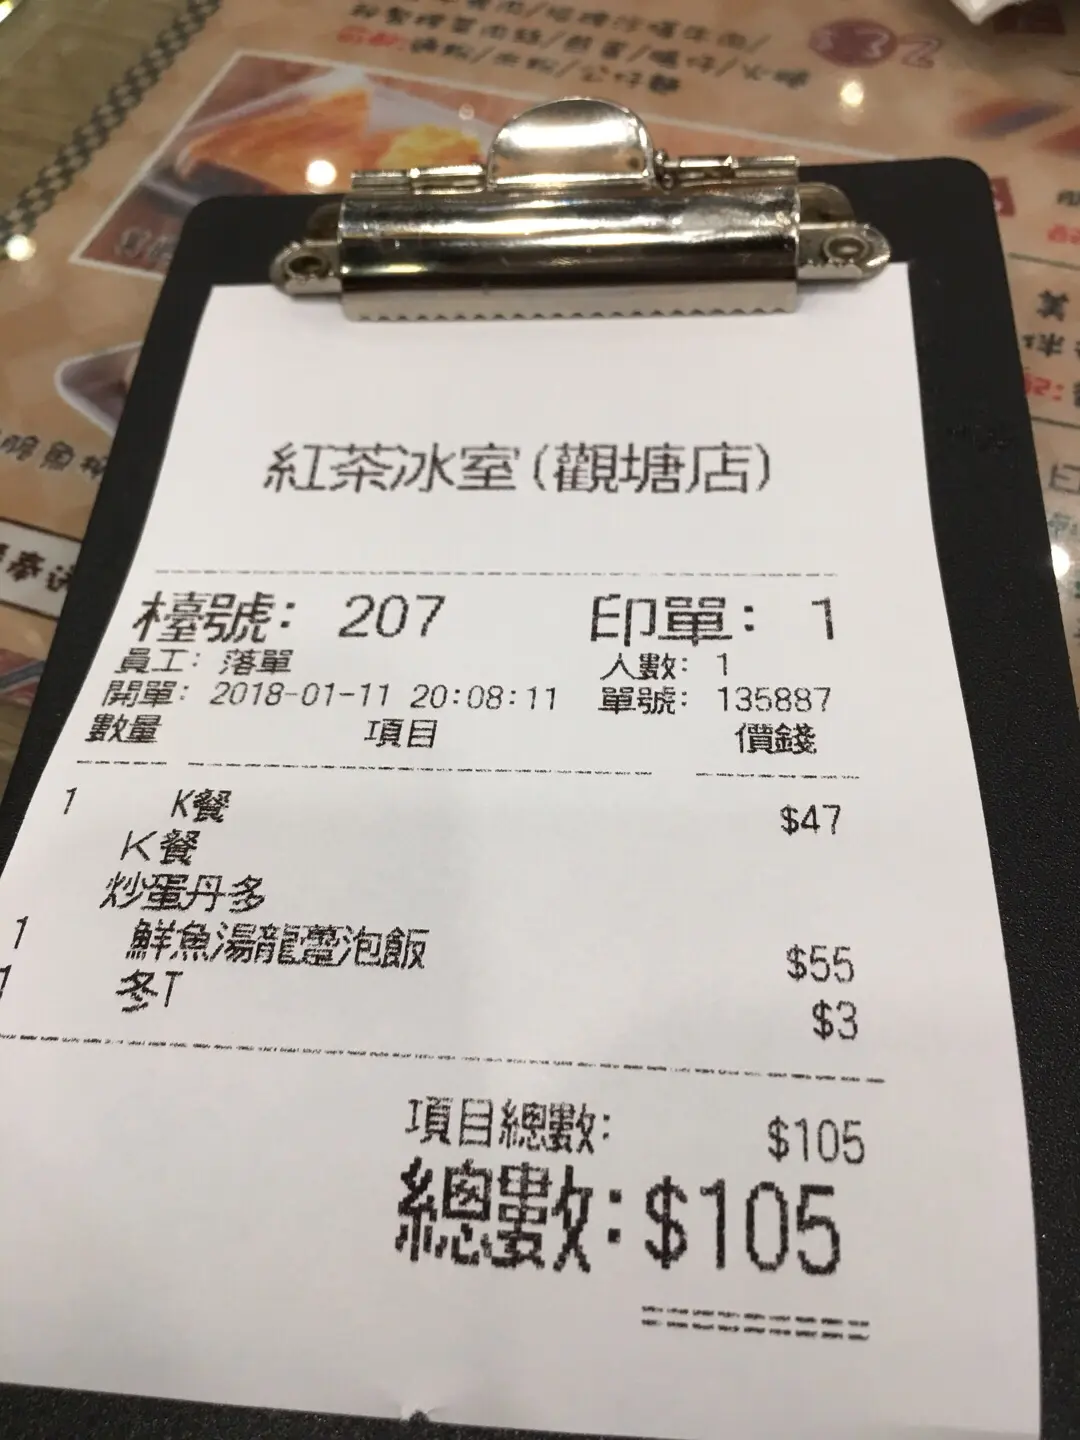 紅茶冰室(觀塘店)
檯號: 207 印單: 1
員工: 落單 人數: 1
開單: 2018-01-11 20:08:11 單號: 135887
數量 項目 價錢
1 K餐 $47
K餐
炒蛋丹多
1 鮮魚湯龍躉泡飯 $55
1 冬T $3
項目總數: $105
總數: $105